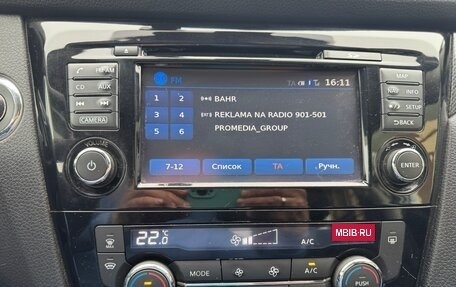 FM·AM
CD
AUX
CAMERA
VOLUME
FM
TA
16:11
1 2
BAHR
3 4
REKLAMA NA RADIO 901-501
5 6
PROMEDIA_GROUP
7-12
Список
TA
Ручн.
MAP
NAV
INFO
SETUP
BACK
ENTER
22.0 °C
A/C
MBIB.RU
MODE
A/C
PUSH